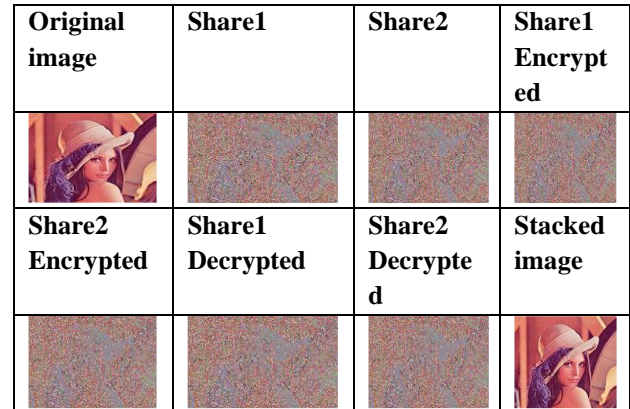 Original
image
Share1
Share2
Share1
Encrypt
ed
Share2
Encrypted
Share1
Decrypted
Share2
Decrypte
d
Stacked
image